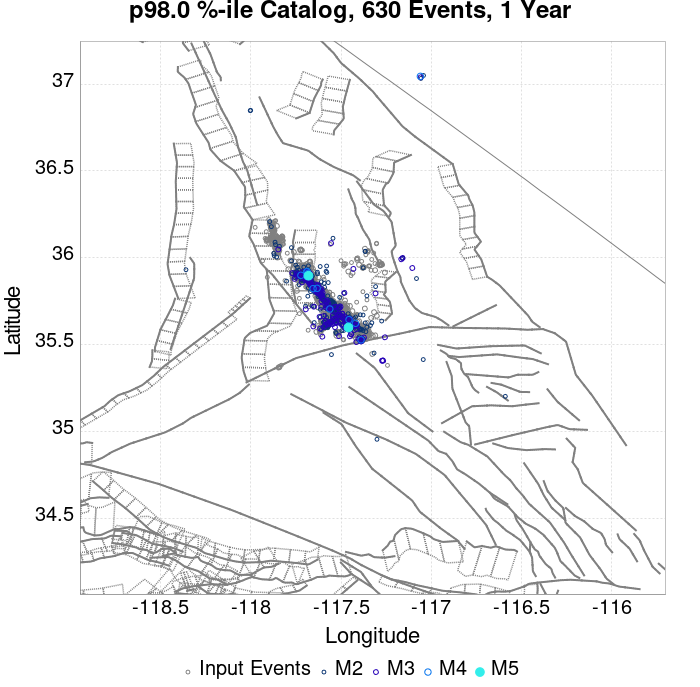 p98.0 %-ile Catalog, 630 Events, 1 Year
37
36.5
36
35.5
35
34.5
Latitude
-118.5 -118 -117.5 -117 -116.5 -116
Longitude
Input Events M2 M3 M4 M5